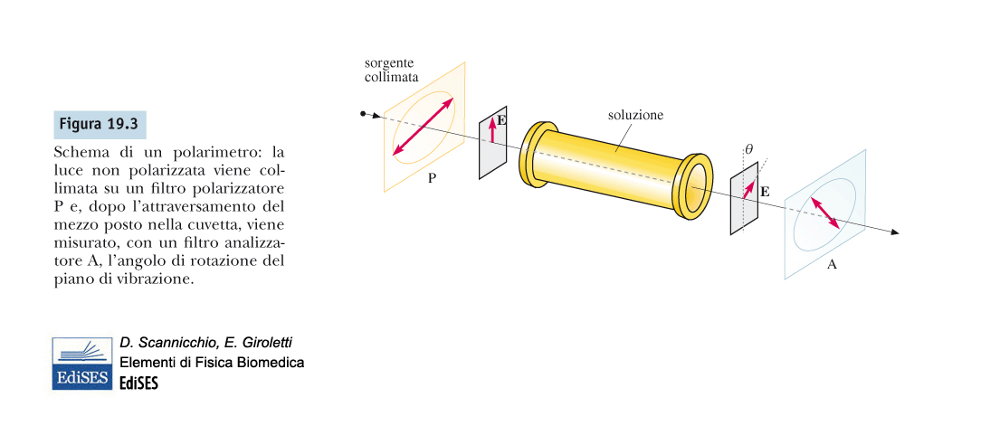 Figura 19.3
Schema di un polarimetro: la
luce non polarizzata viene col-
limata su un filtro polarizzatore
P e, dopo l'attraversamento del
mezzo posto nella cuvetta, viene
misurato, con un filtro analizza-
tore A, l'angolo di rotazione del
piano di vibrazione.
sorgente
collimata
P
E
soluzione
θ
E
A
EdiSES
D. Scannicchio, E. Giroletti
Elementi di Fisica Biomedica
EdiSES